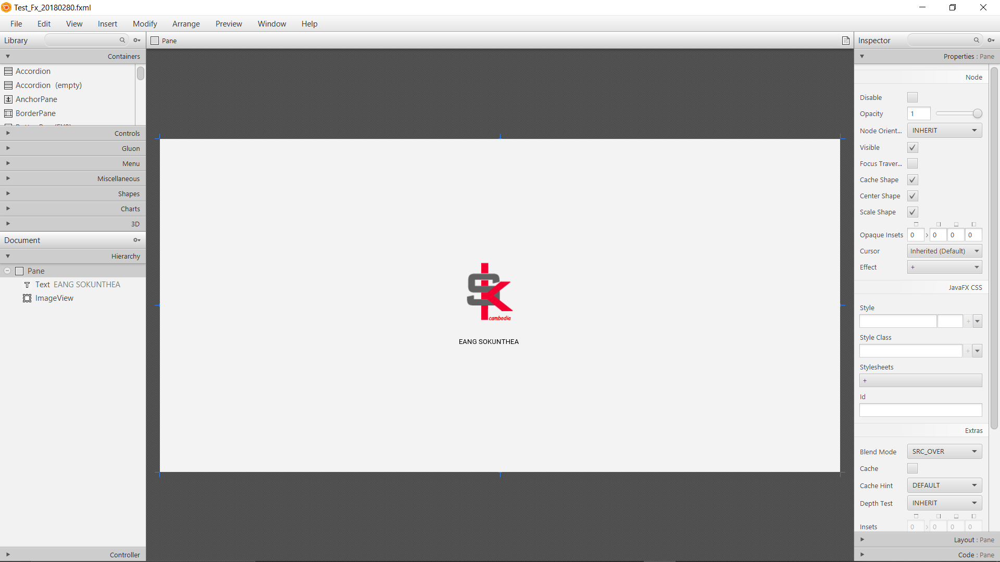 Test_Fx_20180280.fxml
File Edit View Insert Modify Arrange Preview Window Help
Library
Containers
Accordion
Accordion (empty)
AnchorPane
BorderPane
Controls
Gluon
Menu
Miscellaneous
Shapes
Charts
3D
Document
Hierarchy
Pane
Text EANG SOKUNTHEA
ImageView
Controller
Pane
SK
cambodia
EANG SOKUNTHEA
Inspector
Properties : Pane
Node
Disable
Opacity 1
Node Orient... INHERIT
Visible
Focus Traver...
Cache Shape
Center Shape
Scale Shape
Opaque Insets 0 > 0 0 0
Cursor Inherited (Default)
Effect +
JavaFX CSS
Style
+
Style Class
+
Stylesheets
+
Id
Extras
Blend Mode SRC_OVER
Cache
Cache Hint DEFAULT
Depth Test INHERIT
Insets 0 > 0 0 0
Layout : Pane
Code : Pane